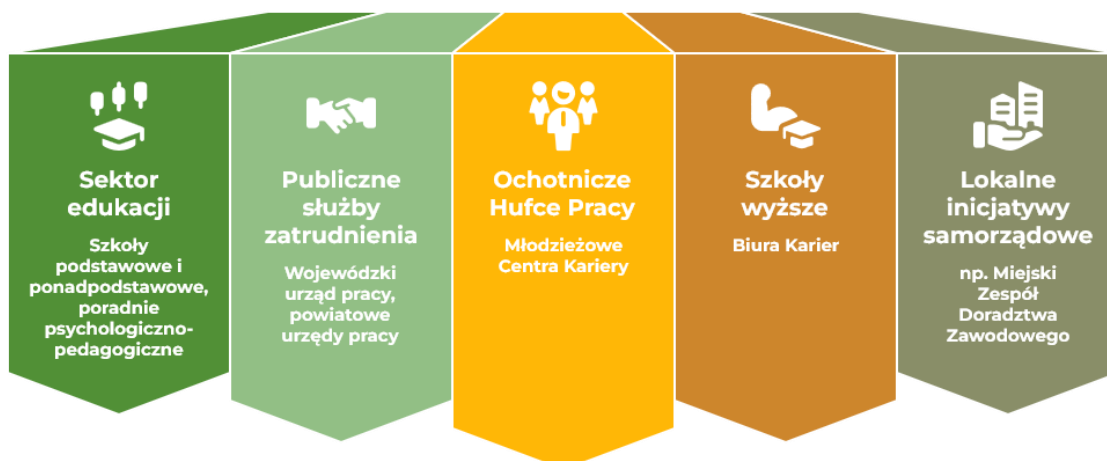 Sektor
edukacji
Szkoły
podstawowe i
ponadpodstawowe,
poradnie
psychologiczno-
pedagogiczne
Publiczne
służby
zatrudnienia
Wojewódzki
urząd pracy,
powiatowe
urzędy pracy
Ochotnicze
Hufce Pracy
Młodzieżowe
Centra Kariery
Szkoły
wyższe
Biura Karier
Lokalne
inicjatywy
samorządowe
np. Miejski
Zespół
Doradztwa
Zawodowego